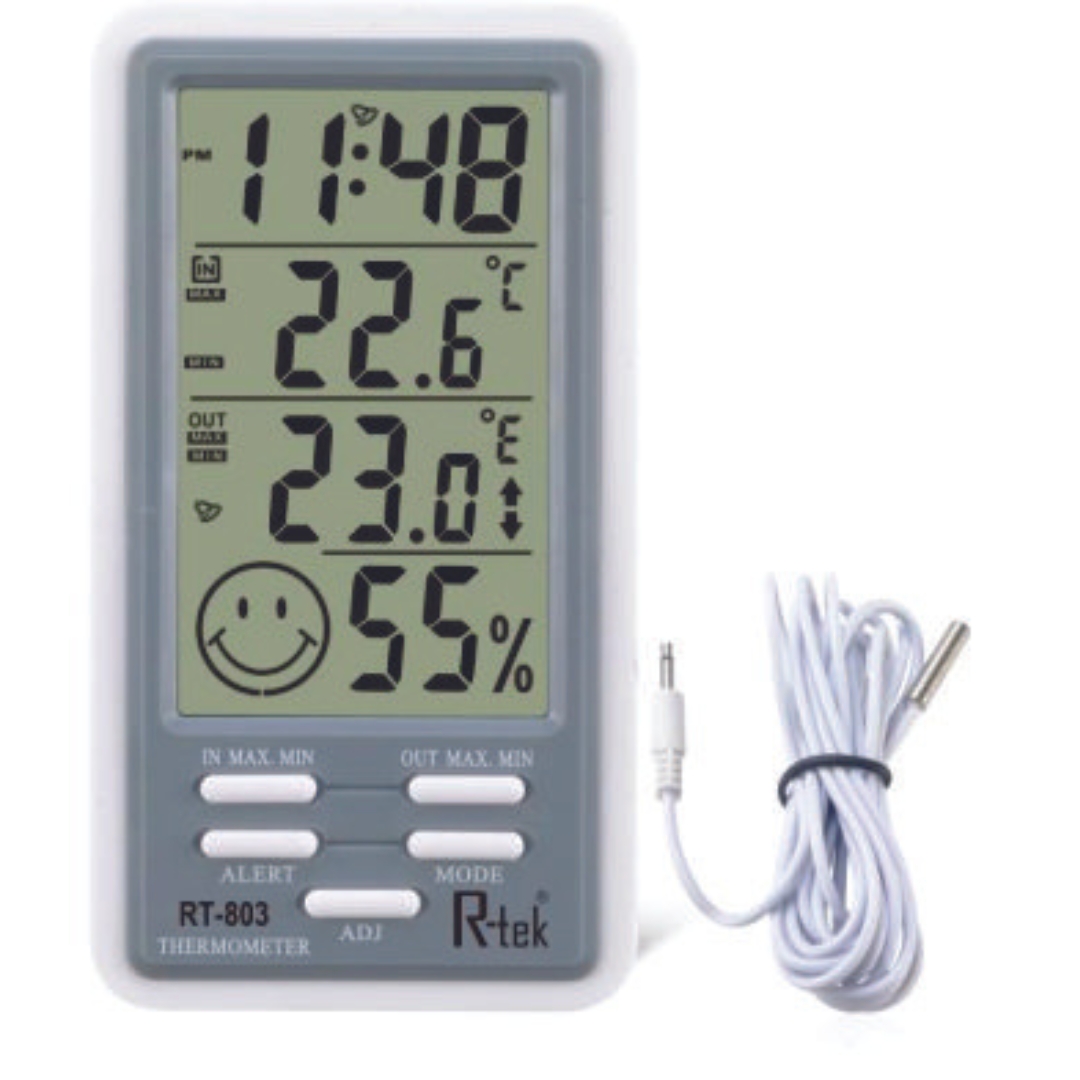 PM 11:48
IN
MAX
22.6 °C
MIN
OUT
MAX
MIN
23.0 °E
55%
IN MAX. MIN OUT MAX. MIN
ALERT MODE
RT-803
ADJ
R-tek®
THERMOMETER